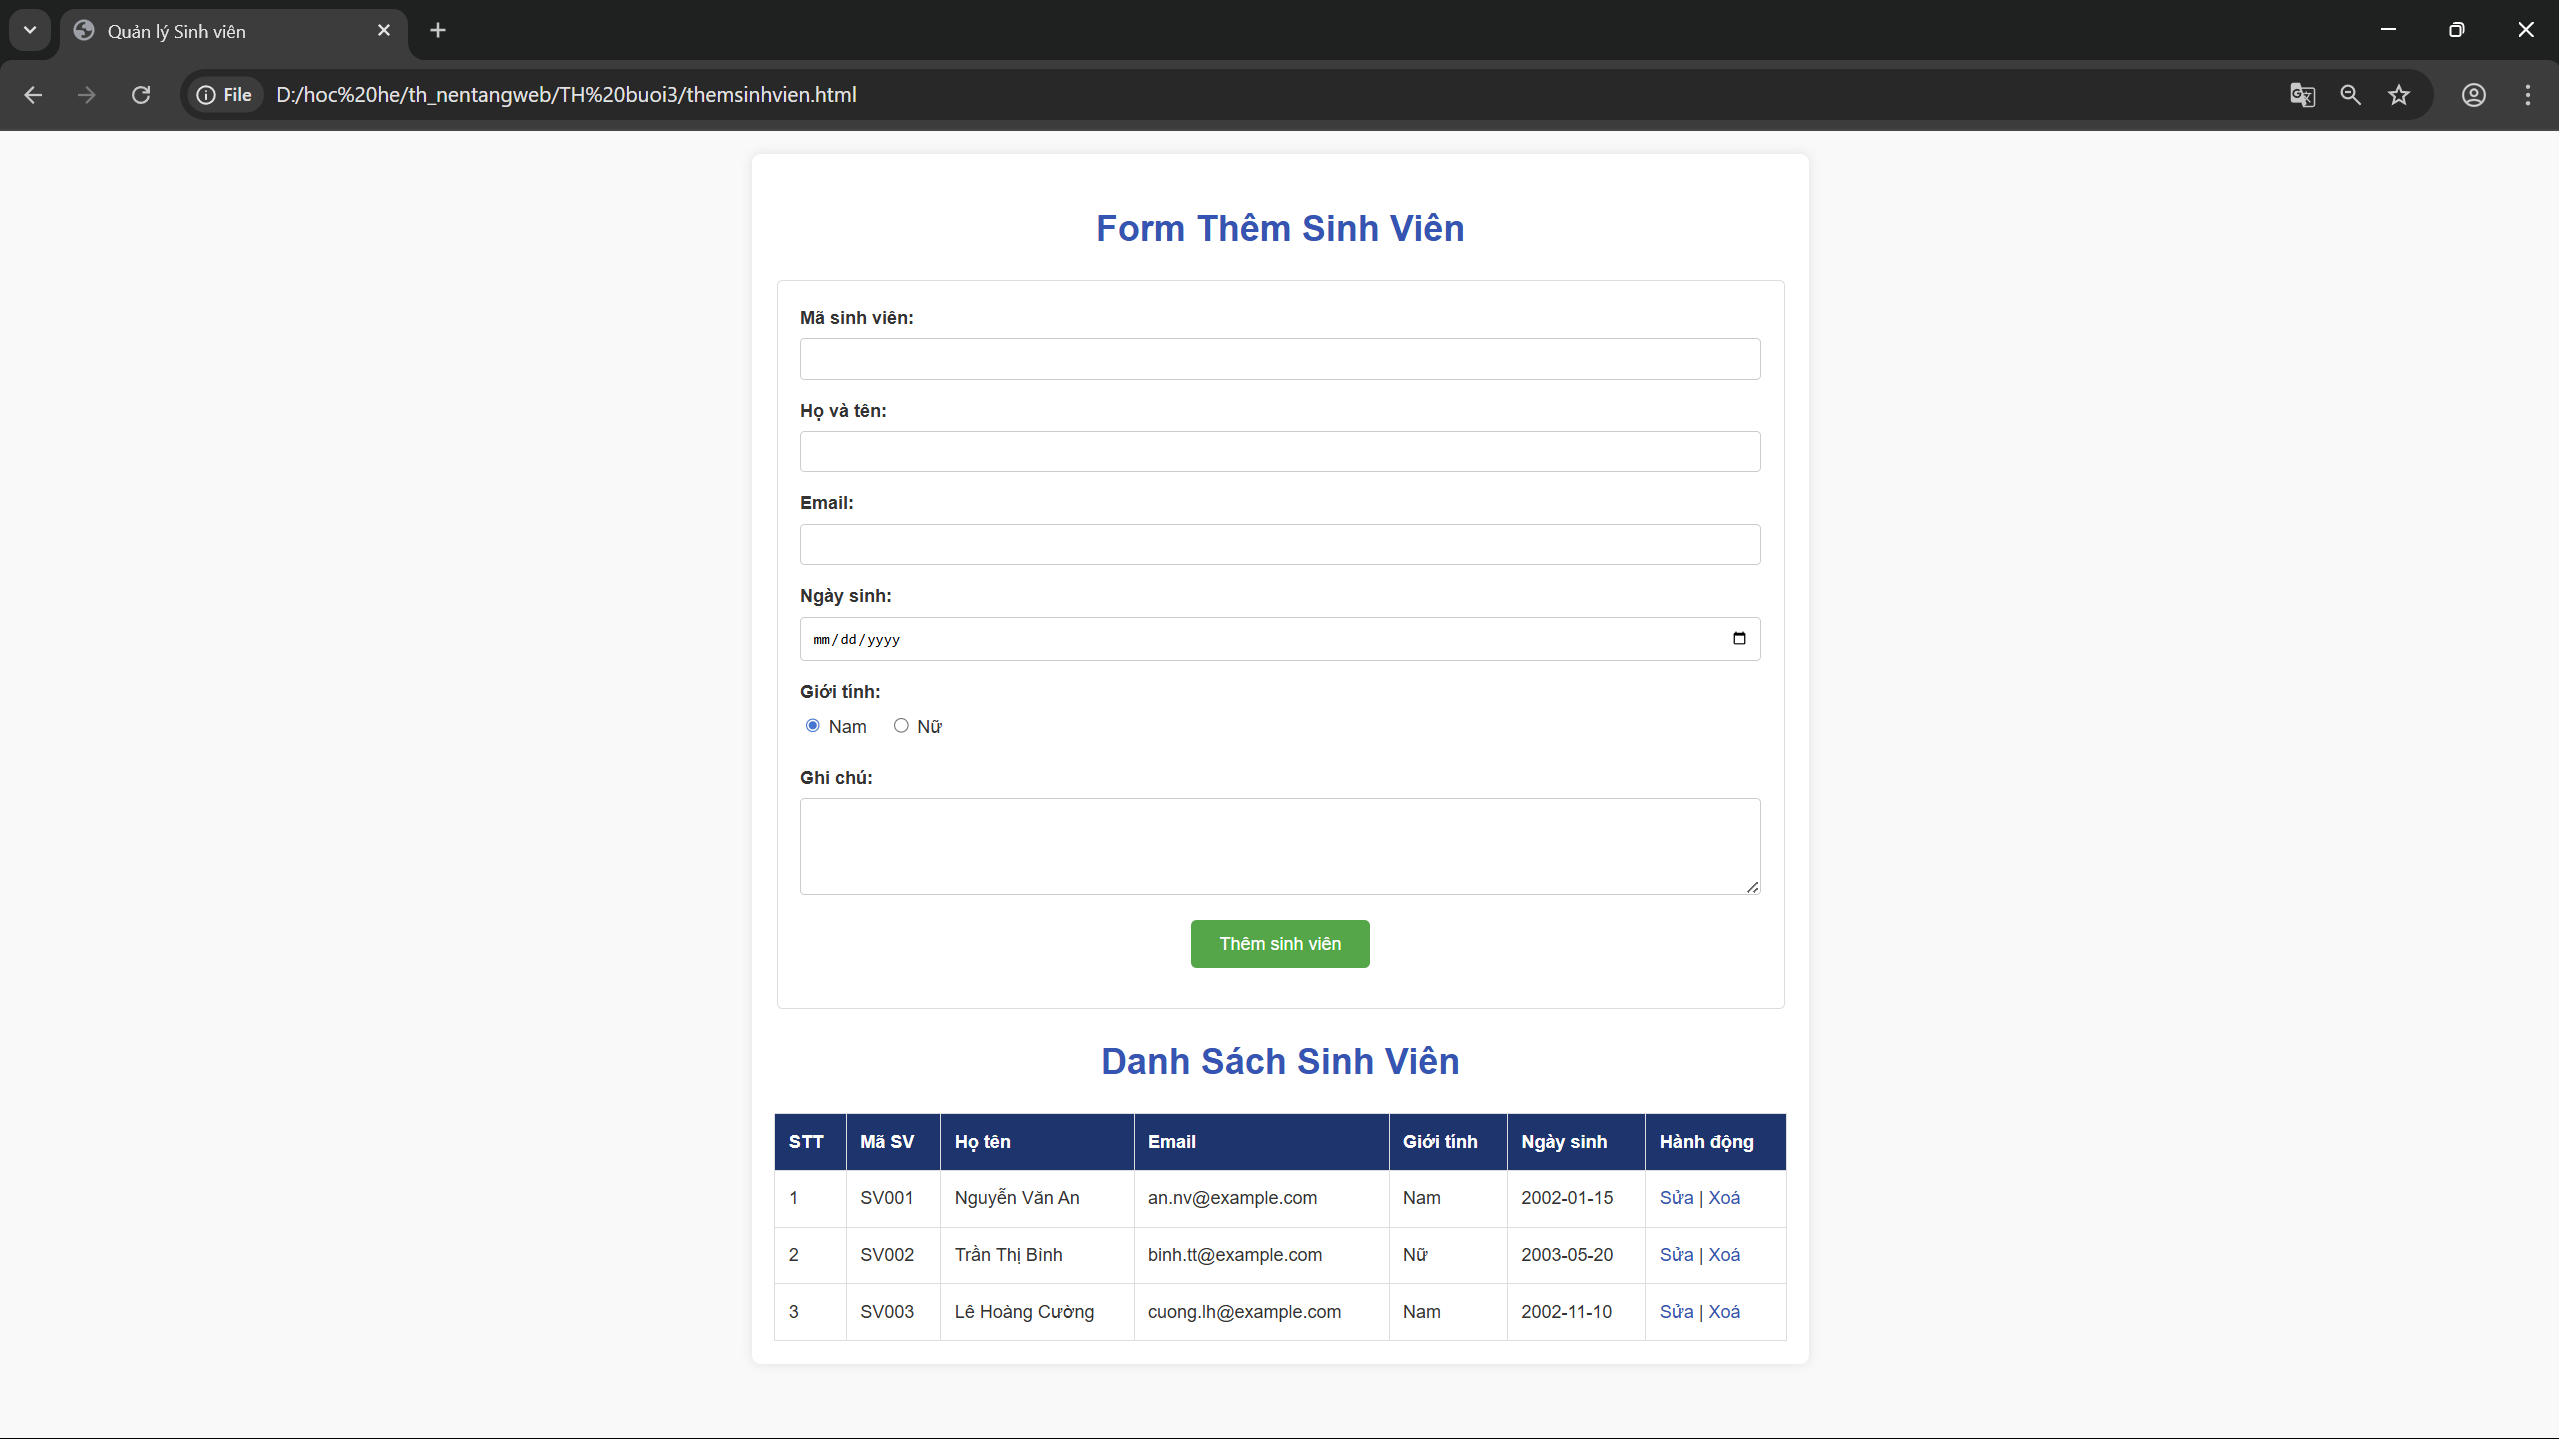 Quản lý Sinh viên
File D:/hoc%20he/th_nentangweb/TH%20buoi3/themsinhvien.html
Form Thêm Sinh Viên
Mã sinh viên:
Họ và tên:
Email:
Ngày sinh:
mm/dd/yyyy
Giới tính:
Nam Nữ
Ghi chú:
Thêm sinh viên
Danh Sách Sinh Viên
STT Mã SV Họ tên Email Giới tính Ngày sinh Hành động
1 SV001 Nguyễn Văn An an.nv@example.com Nam 2002-01-15 Sửa | Xoá
2 SV002 Trần Thị Bình binh.tt@example.com Nữ 2003-05-20 Sửa | Xoá
3 SV003 Lê Hoàng Cường cuong.lh@example.com Nam 2002-11-10 Sửa | Xoá